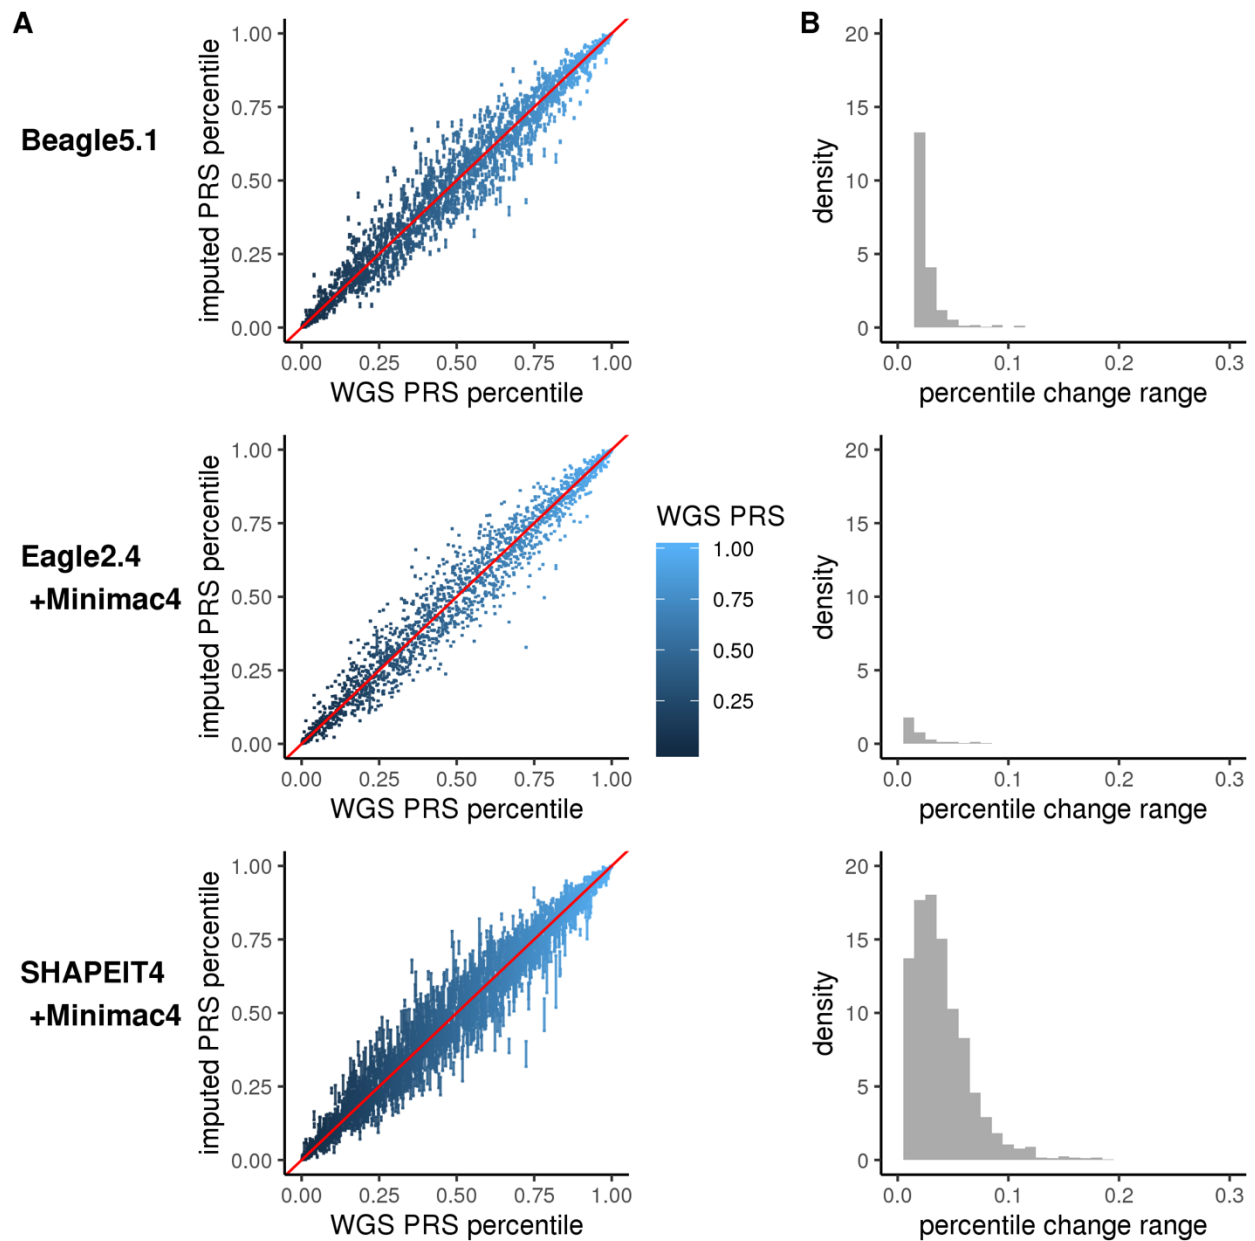 A
B
Beagle5.1
imputed PRS percentile
1.00
0.75
0.50
0.25
0.00
0.00 0.25 0.50 0.75 1.00
WGS PRS percentile
density
20
15
10
5
0
0.0 0.1 0.2 0.3
percentile change range
Eagle2.4
+Minimac4
imputed PRS percentile
1.00
0.75
0.50
0.25
0.00
0.00 0.25 0.50 0.75 1.00
WGS PRS percentile
WGS PRS
1.00
0.75
0.50
0.25
density
20
15
10
5
0
0.0 0.1 0.2 0.3
percentile change range
SHAPEIT4
+Minimac4
imputed PRS percentile
1.00
0.75
0.50
0.25
0.00
0.00 0.25 0.50 0.75 1.00
WGS PRS percentile
density
20
15
10
5
0
0.0 0.1 0.2 0.3
percentile change range